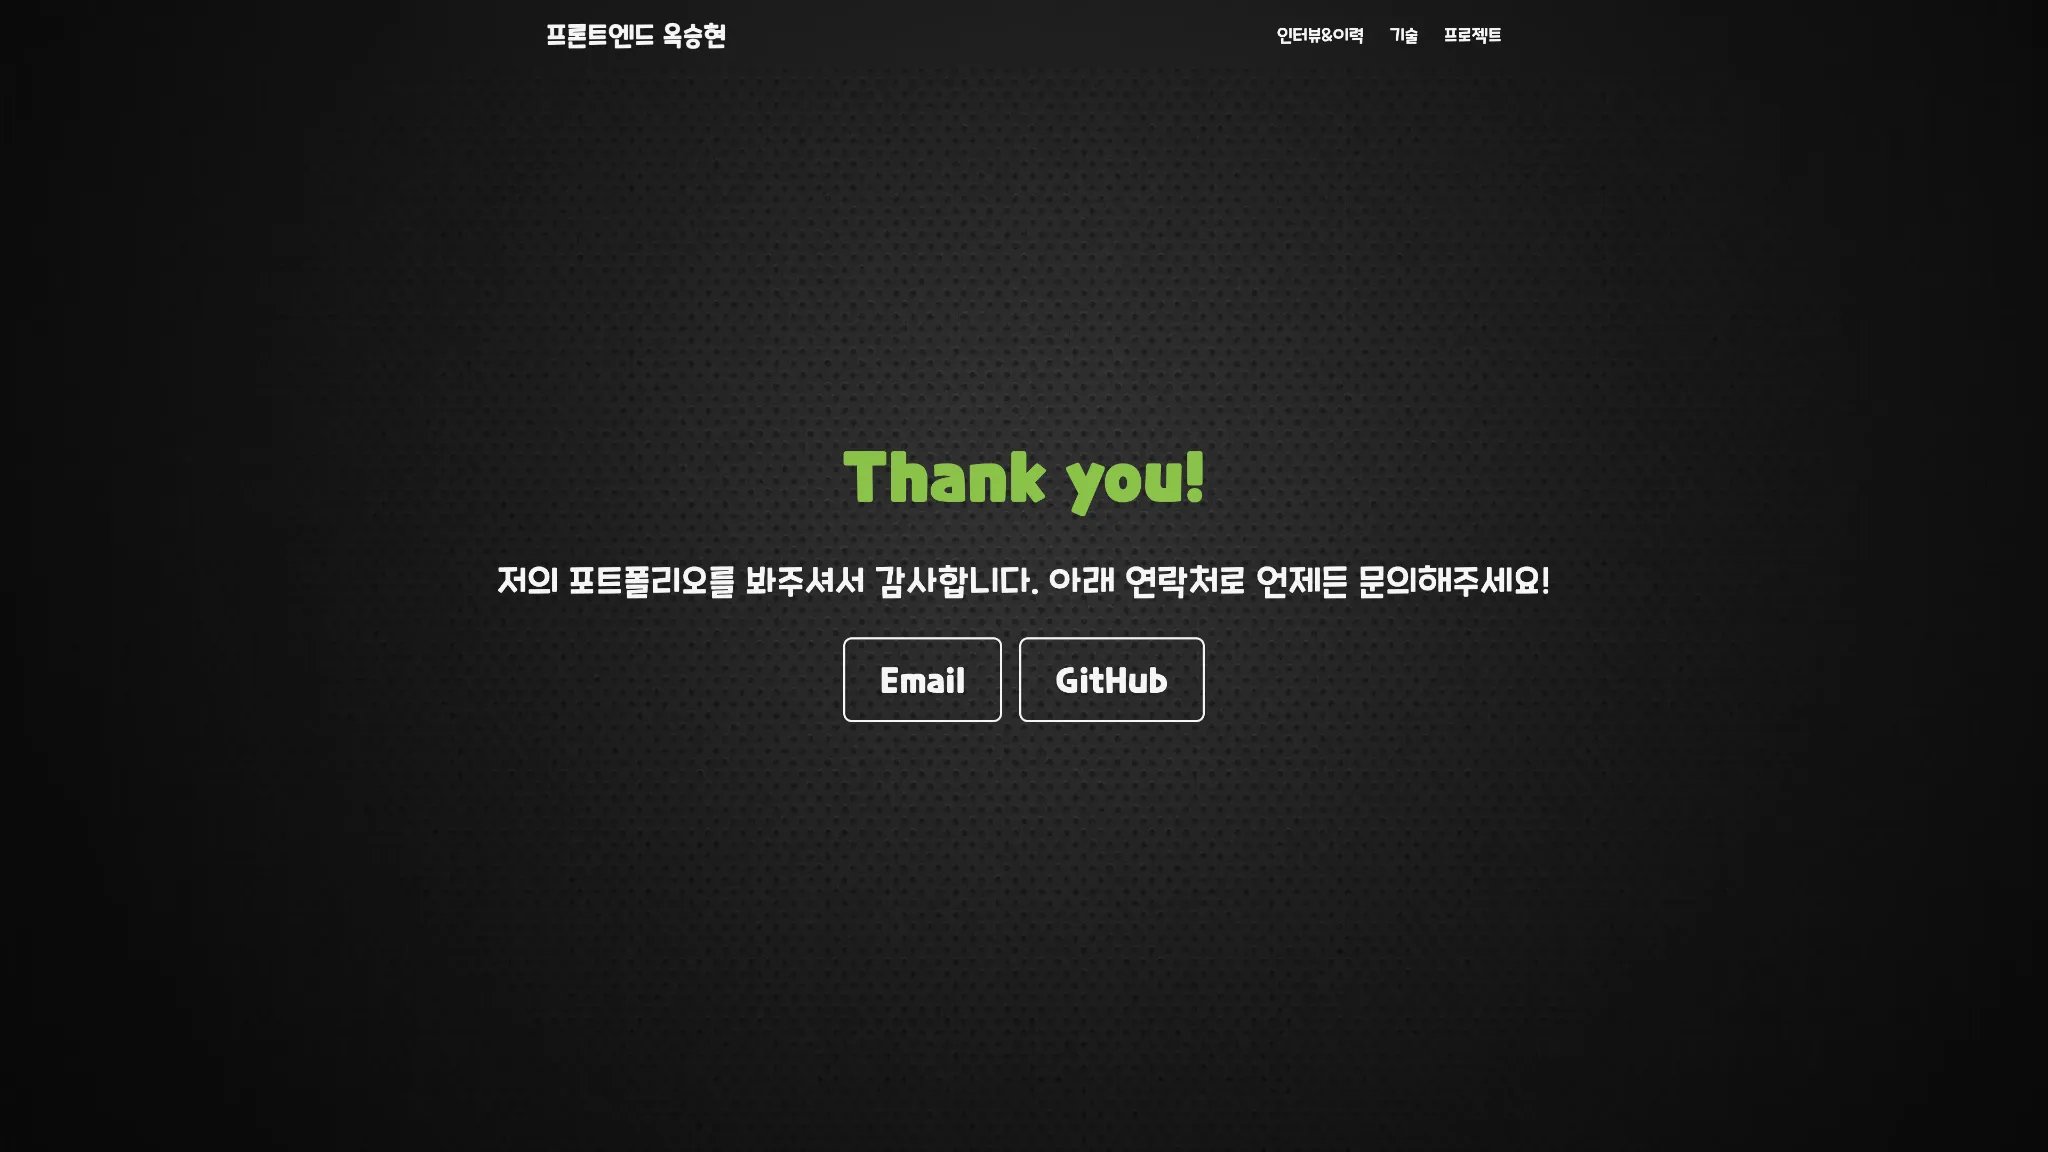 프론트엔드 옥승현
인터뷰&이력 기술 프로젝트
Thank you!
저의 포트폴리오를 봐주셔서 감사합니다. 아래 연락처로 언제든 문의해주세요!
Email GitHub